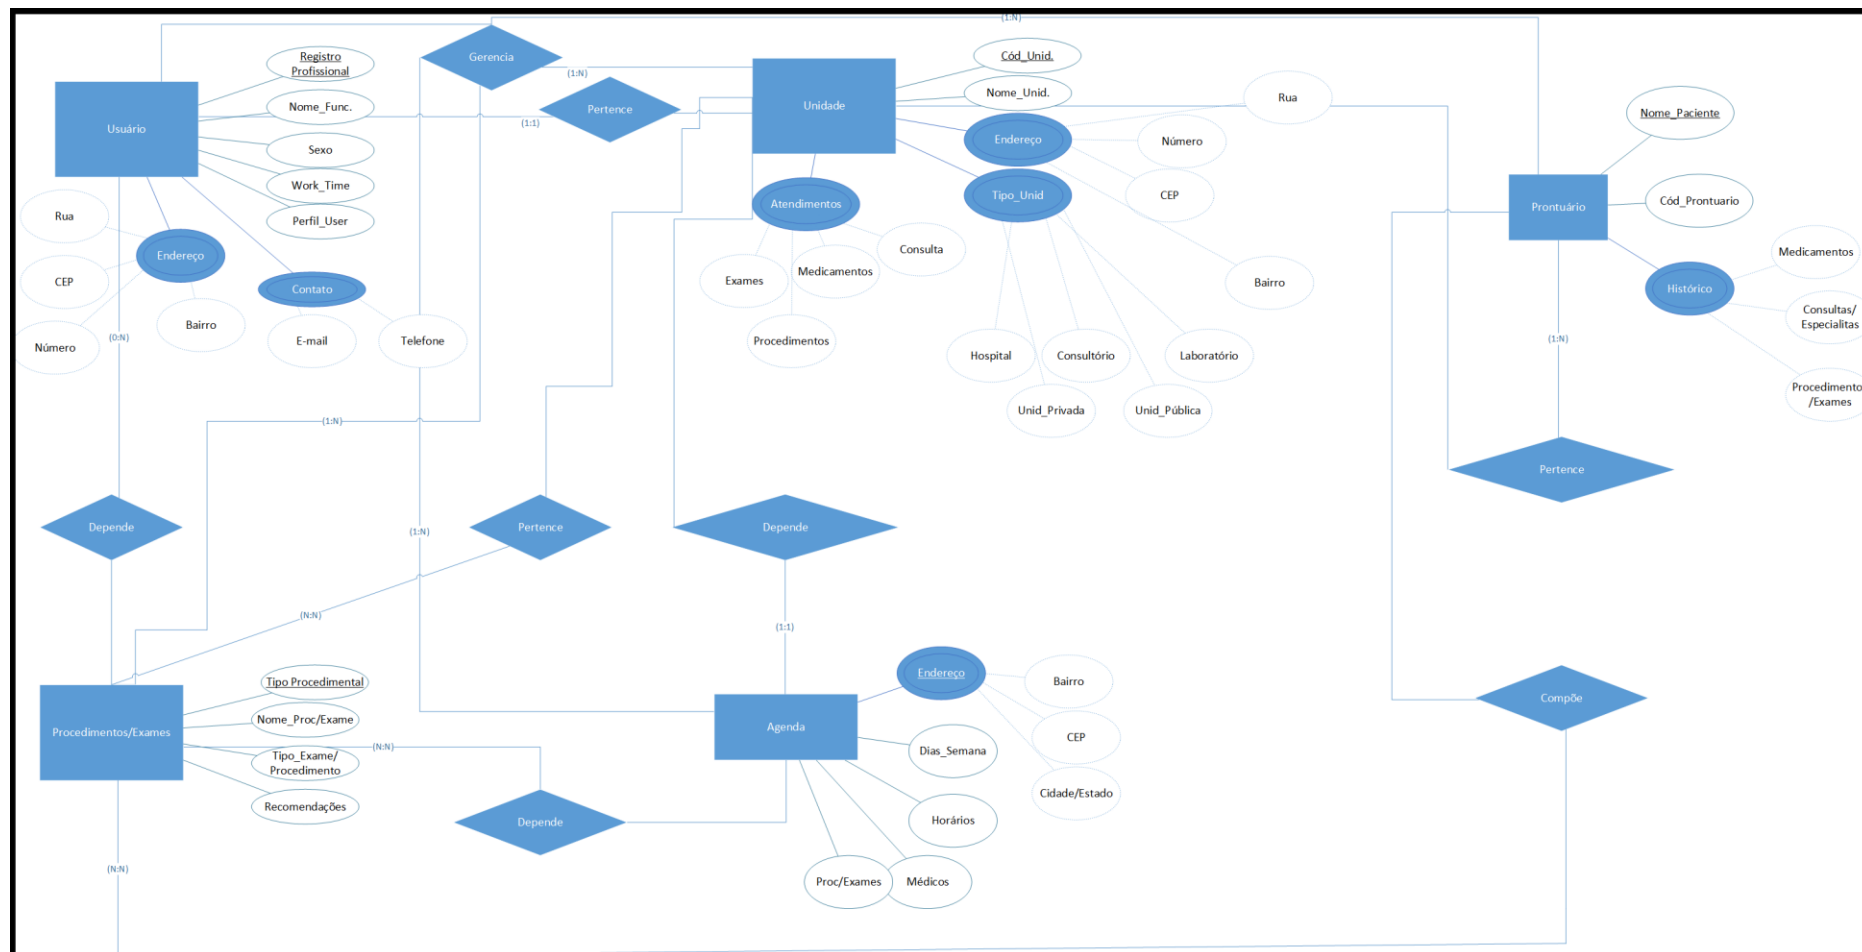 (1:N)
Gerencia
Registro
Profissional
Cód_Unid.
(1:N)
Nome_Unid.
Rua
Nome_Func.
Pertence
Unidade
Usuário
(1:1)
Nome_Paciente
Endereço
Número
Sexo
Work_Time
Tipo_Unid
CEP
Atendimentos
Cód_Prontuario
Prontuário
Rua
Perfil_User
Endereço
Consulta
Medicamentos
CEP
Exames
Medicamentos
Bairro
Contato
Histórico
Consultas/
Especialitas
Bairro
(0:N)
E-mail
Telefone
Procedimentos
(1:N)
Número
Hospital
Consultório
Laboratório
Procedimento
/Exames
Unid_Privada
Unid_Pública
(1:N)
Pertence
Depende
Pertence
Depende
(1:N)
(N:N)
(1:1)
Endereço
Bairro
Tipo Procedimental
Compõe
Nome_Proc/Exame
Procedimentos/Exames
Agenda
CEP
(N:N)
Dias_Semana
Tipo_Exame/
Procedimento
Cidade/Estado
Recomendações
Depende
Horários
(N:N)
Proc/Exames
Médicos